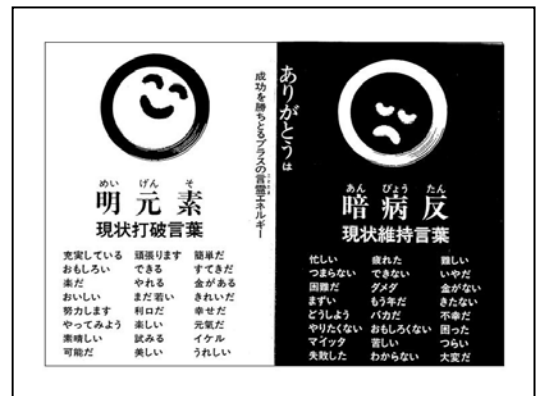 ありがとうは
成功を勝ちとるプラスの言霊エネルギー
めい げん そ
明 元 素
現状打破言葉
充実している 頑張ります 簡単だ
おもしろい できる すてきだ
楽だ やれる 金がある
おいしい まだ若い きれいだ
努力します 利口だ 幸せだ
やってみよう 楽しい 元氣だ
素晴しい 試みる イケル
可能だ 美しい うれしい
あん びょう たん
暗 病 反
現状維持言葉
忙しい 疲れた 難しい
つまらない できない いやだ
困難だ ダメダ 金がない
まずい もう年だ きたない
どうしよう バカだ 不幸だ
やりたくない おもしろくない 困った
マイッタ 苦しい つらい
失敗した わからない 大変だ